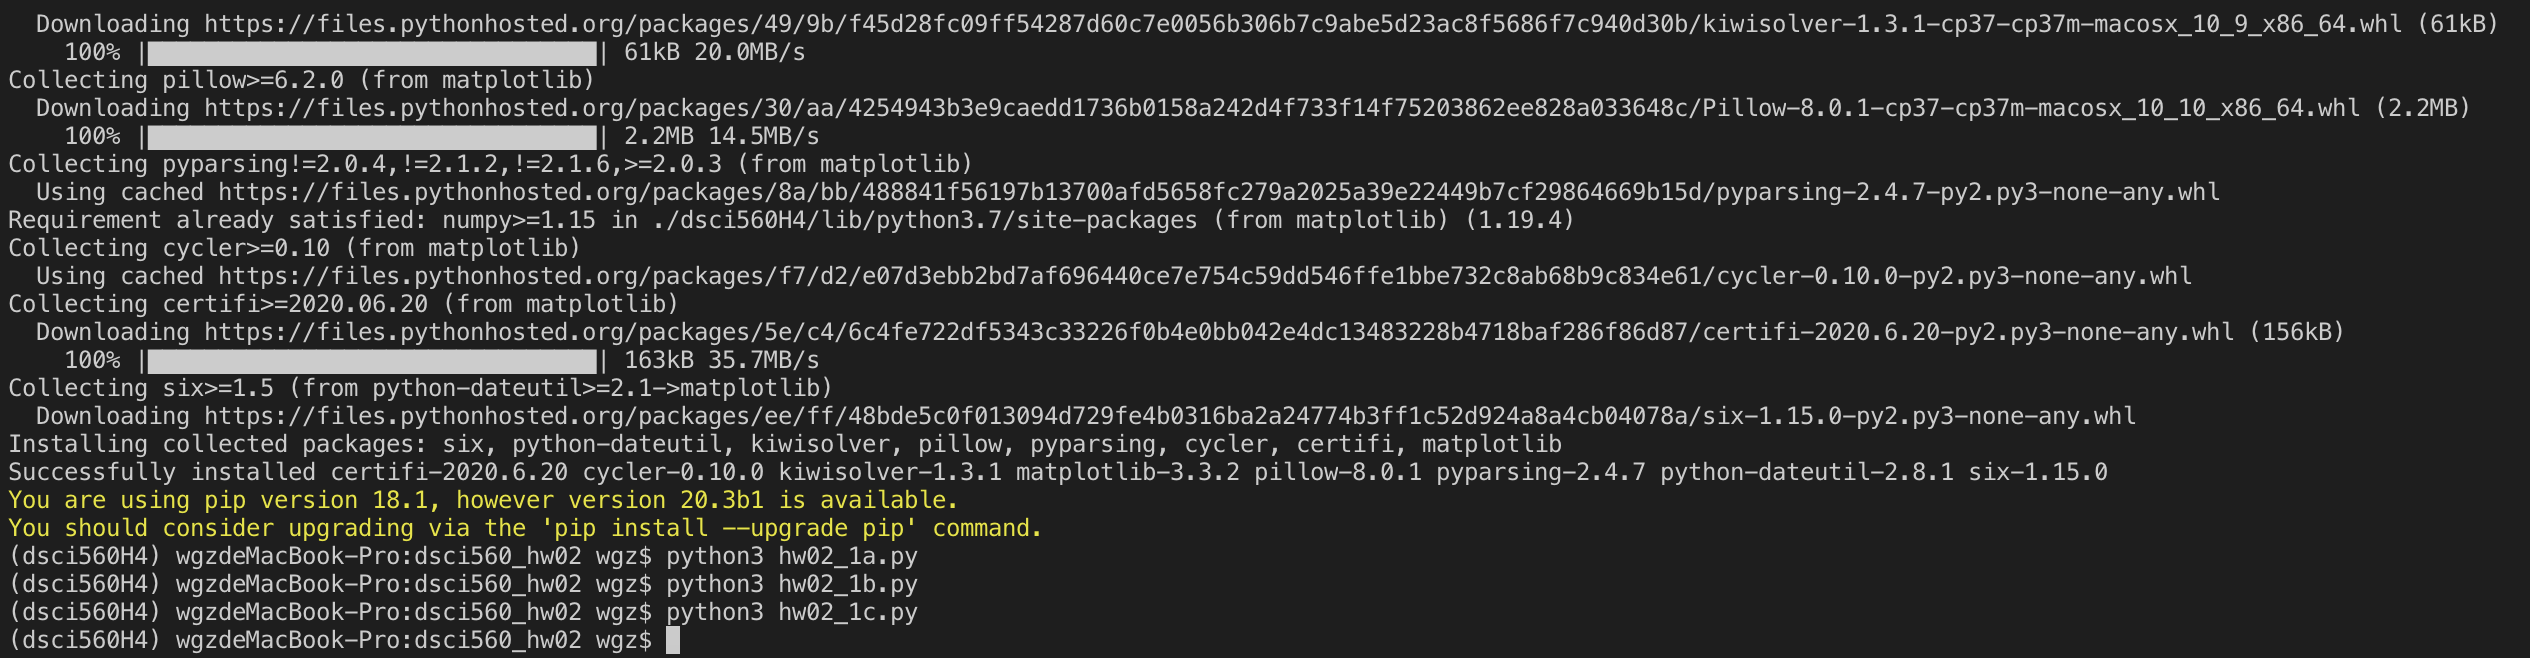 Downloading https://files.pythonhosted.org/packages/49/9b/f45d28fc09ff54287d60c7e0056b306b7c9abe5d23ac8f5686f7c940d30b/kiwisolver-1.3.1-cp37-cp37m-macosx_10_9_x86_64.whl (61kB)
100% |████████████████████████████████| 61kB 20.0MB/s
Collecting pillow>=6.2.0 (from matplotlib)
Downloading https://files.pythonhosted.org/packages/30/aa/4254943b3e9caedd1736b0158a242d4f733f14f75203862ee828a033648c/Pillow-8.0.1-cp37-cp37m-macosx_10_10_x86_64.whl (2.2MB)
100% |████████████████████████████████| 2.2MB 14.5MB/s
Collecting pyparsing!=2.0.4,!=2.1.2,!=2.1.6,>=2.0.3 (from matplotlib)
Using cached https://files.pythonhosted.org/packages/8a/bb/488841f56197b13700afd5658fc279a2025a39e22449b7cf29864669b15d/pyparsing-2.4.7-py2.py3-none-any.whl
Requirement already satisfied: numpy>=1.15 in ./dsci560H4/lib/python3.7/site-packages (from matplotlib) (1.19.4)
Collecting cycler>=0.10 (from matplotlib)
Using cached https://files.pythonhosted.org/packages/f7/d2/e07d3ebb2bd7af696440ce7e754c59dd546ffe1bbe732c8ab68b9c834e61/cycler-0.10.0-py2.py3-none-any.whl
Collecting certifi>=2020.06.20 (from matplotlib)
Downloading https://files.pythonhosted.org/packages/5e/c4/6c4fe722df5343c33226f0b4e0bb042e4dc13483228b4718baf286f86d87/certifi-2020.6.20-py2.py3-none-any.whl (156kB)
100% |████████████████████████████████| 163kB 35.7MB/s
Collecting six>=1.5 (from python-dateutil>=2.1->matplotlib)
Downloading https://files.pythonhosted.org/packages/ee/ff/48bde5c0f013094d729fe4b0316ba2a24774b3ff1c52d924a8a4cb04078a/six-1.15.0-py2.py3-none-any.whl
Installing collected packages: six, python-dateutil, kiwisolver, pillow, pyparsing, cycler, certifi, matplotlib
Successfully installed certifi-2020.6.20 cycler-0.10.0 kiwisolver-1.3.1 matplotlib-3.3.2 pillow-8.0.1 pyparsing-2.4.7 python-dateutil-2.8.1 six-1.15.0
You are using pip version 18.1, however version 20.3b1 is available.
You should consider upgrading via the 'pip install --upgrade pip' command.
(dsci560H4) wgzdeMacBook-Pro:dsci560_hw02 wgz$ python3 hw02_1a.py
(dsci560H4) wgzdeMacBook-Pro:dsci560_hw02 wgz$ python3 hw02_1b.py
(dsci560H4) wgzdeMacBook-Pro:dsci560_hw02 wgz$ python3 hw02_1c.py
(dsci560H4) wgzdeMacBook-Pro:dsci560_hw02 wgz$